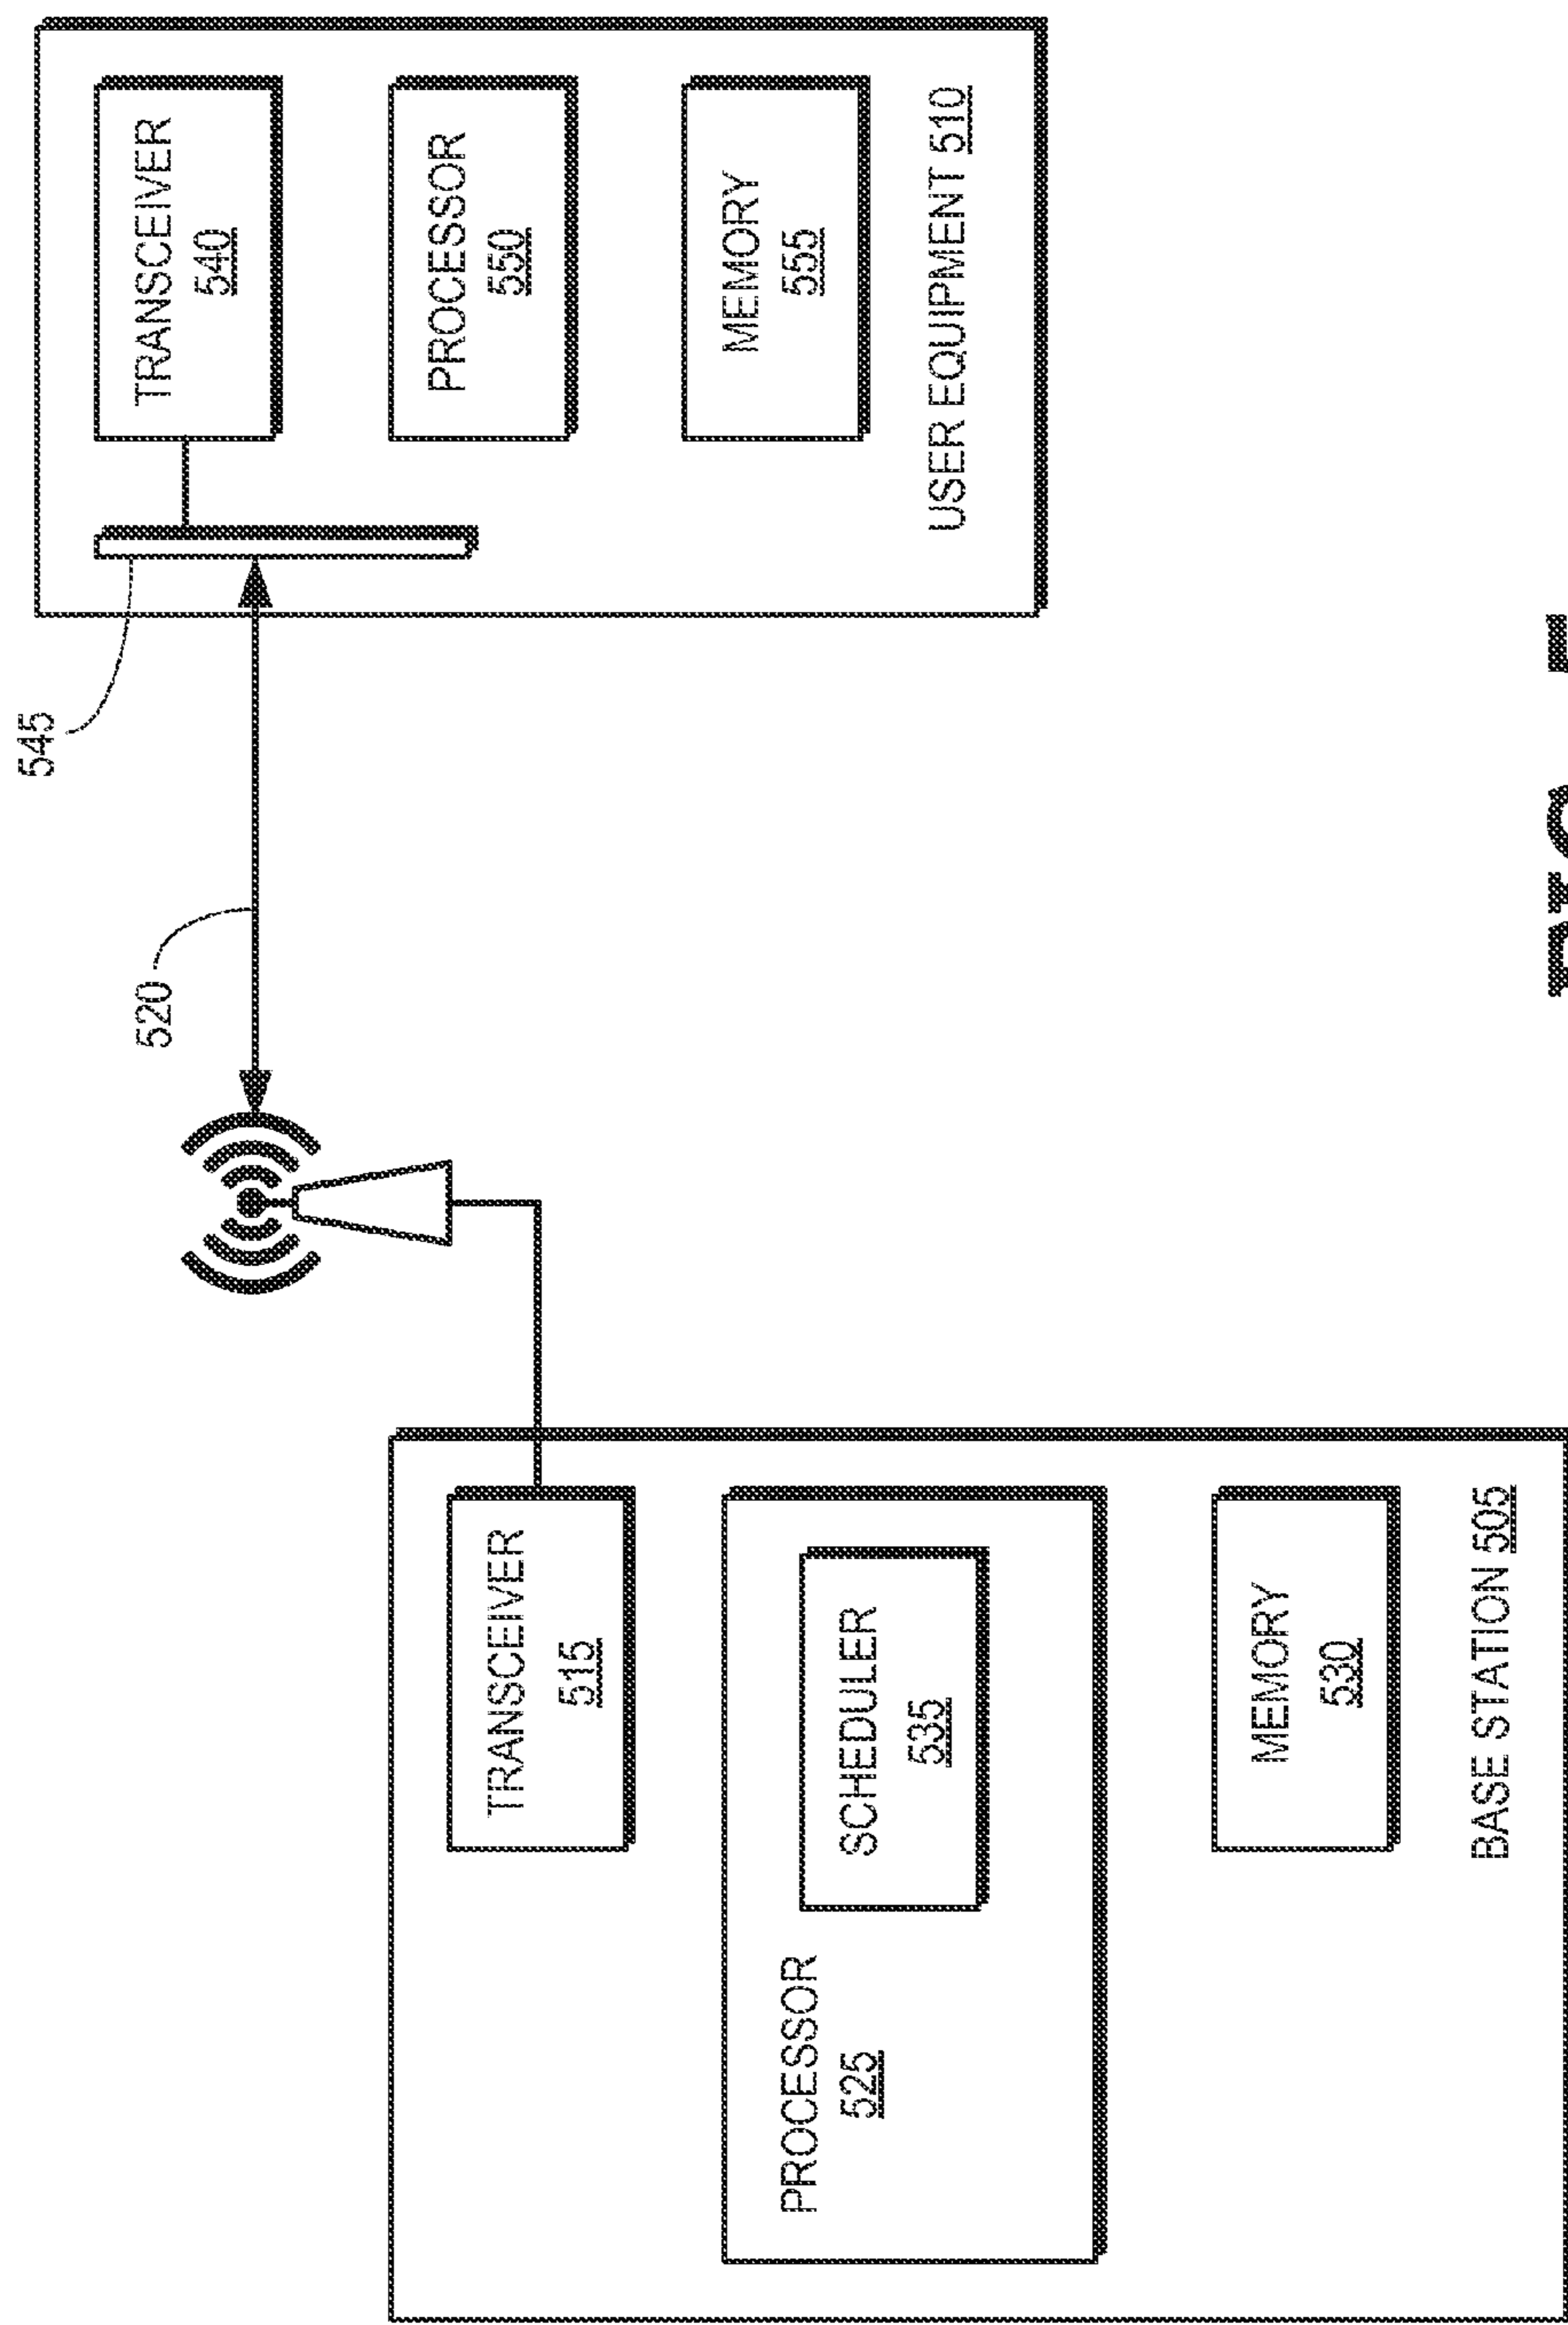 TRANSCEIVER
515
PROCESSOR
525
SCHEDULER
535
MEMORY
530
BASE STATION 505
520
545
TRANSCEIVER
540
PROCESSOR
550
MEMORY
555
USER EQUIPMENT 510